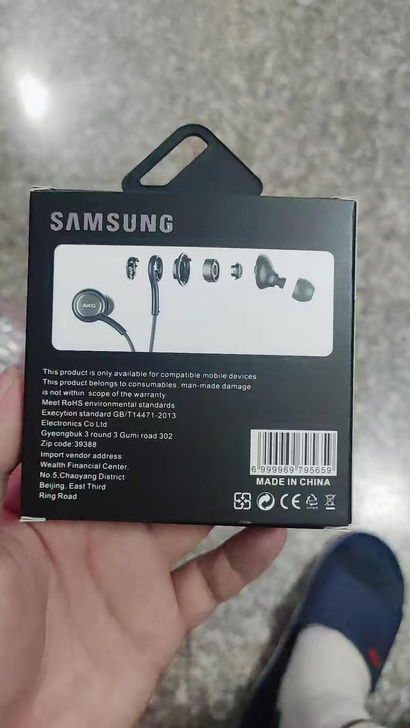 SAMSUNG
AKG
This product is only available for compatible mobile devices.
This product belongs to consumables, man-made damage
is not within scope of the warranty
Meet RoHS environmental standards
Execytion standard GB/T14471-2013
Electronics Co Ltd
Gyeongbuk 3 round 3 Gumi road 302
Zip code:39388
Import vendor address:
Wealth Financial Center,
No.5,Chaoyang District
Beijing, East Third
Ring Road
6 999969 795659
MADE IN CHINA
CE